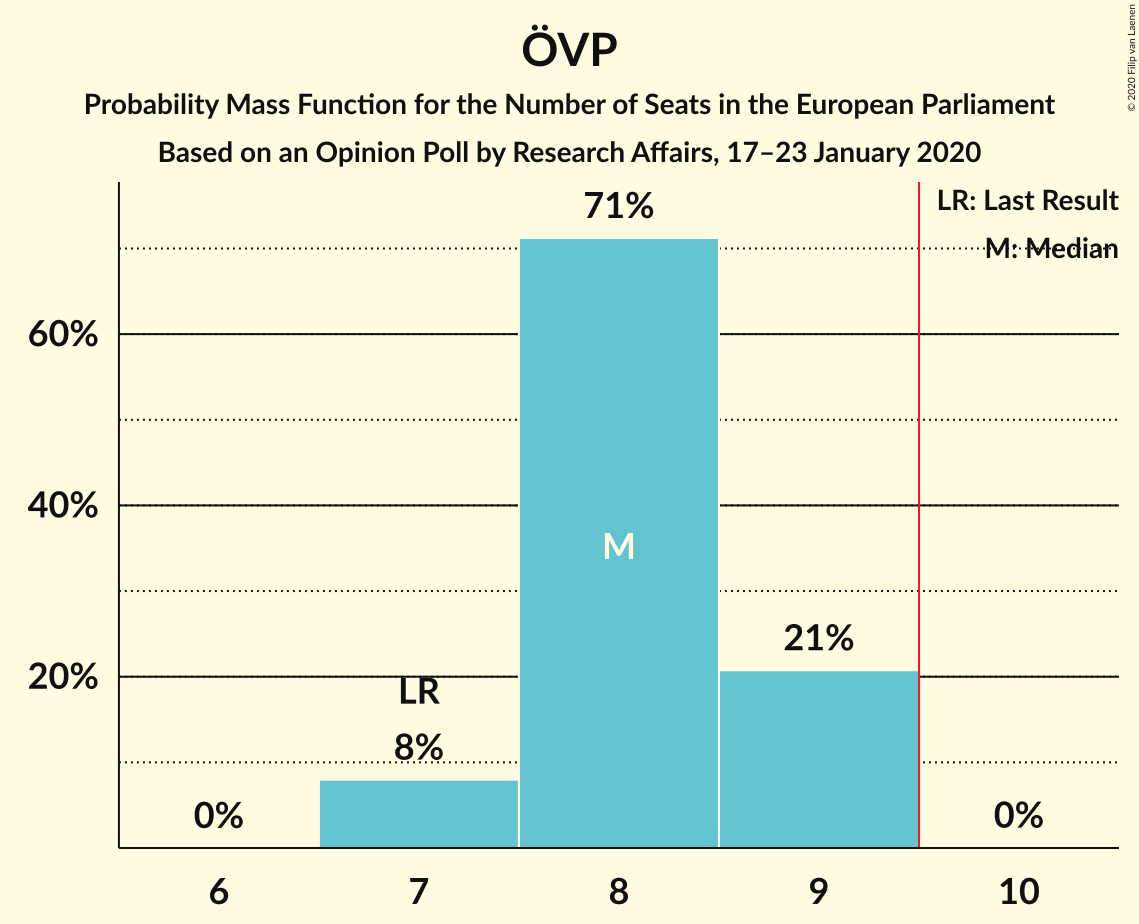 ÖVP
Probability Mass Function for the Number of Seats in the European Parliament
Based on an Opinion Poll by Research Affairs, 17–23 January 2020
© 2020 Filip van Laenen
LR: Last Result
M: Median
71%
60%
40%
M
21%
20%
LR
8%
0%
0%
6
7
8
9
10